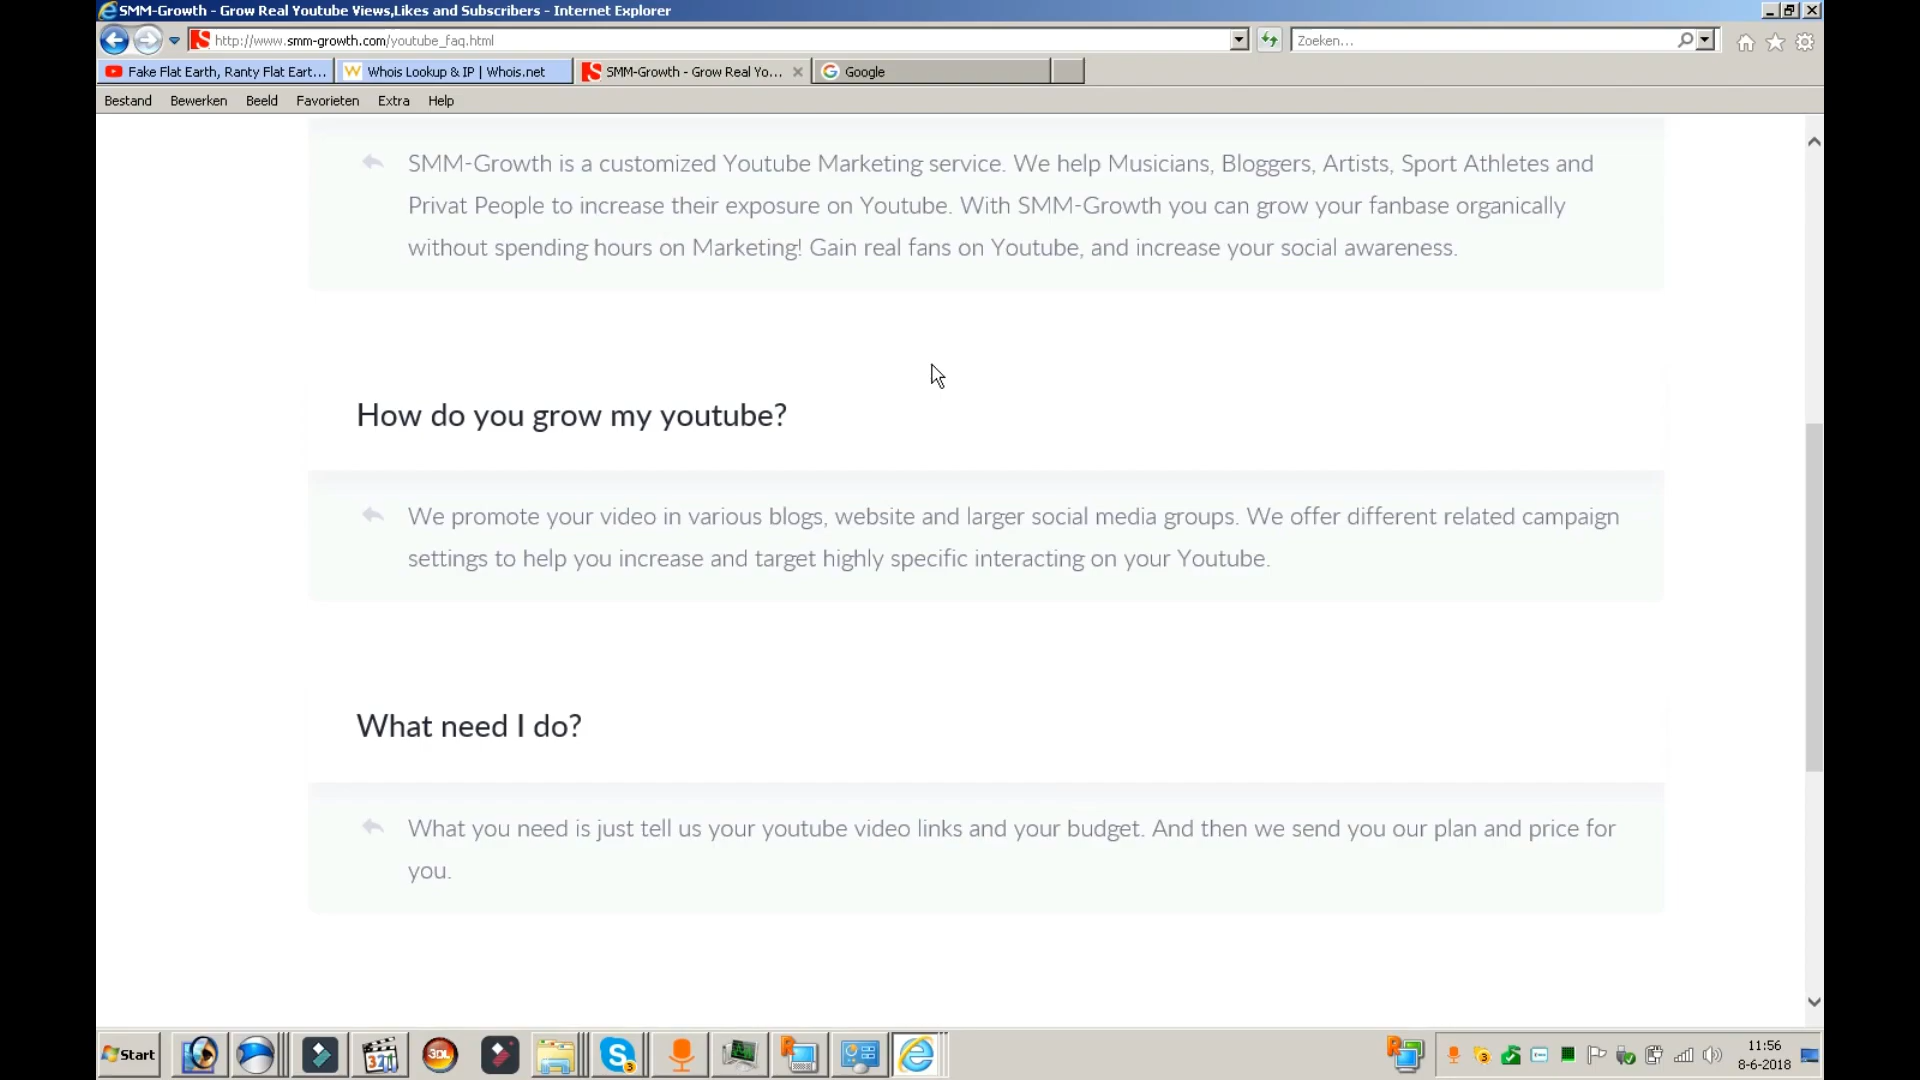 SMM-Growth - Grow Real Youtube Views,Likes and Subscribers - Internet Explorer
http://www.smm-growth.com/youtube_faq.html
Zoeken...
Fake Flat Earth, Ranty Flat Eart...
Whois Lookup & IP | Whois.net
SMM-Growth - Grow Real Yo...
Google
Bestand Bewerken Beeld Favorieten Extra Help
SMM-Growth is a customized Youtube Marketing service. We help Musicians, Bloggers, Artists, Sport Athletes and
Privat People to increase their exposure on Youtube. With SMM-Growth you can grow your fanbase organically
without spending hours on Marketing! Gain real fans on Youtube, and increase your social awareness.
How do you grow my youtube?
We promote your video in various blogs, website and larger social media groups. We offer different related campaign
settings to help you increase and target highly specific interacting on your Youtube.
What need I do?
What you need is just tell us your youtube video links and your budget. And then we send you our plan and price for
you.
Start
321
3DL
3
11:56
8-6-2018